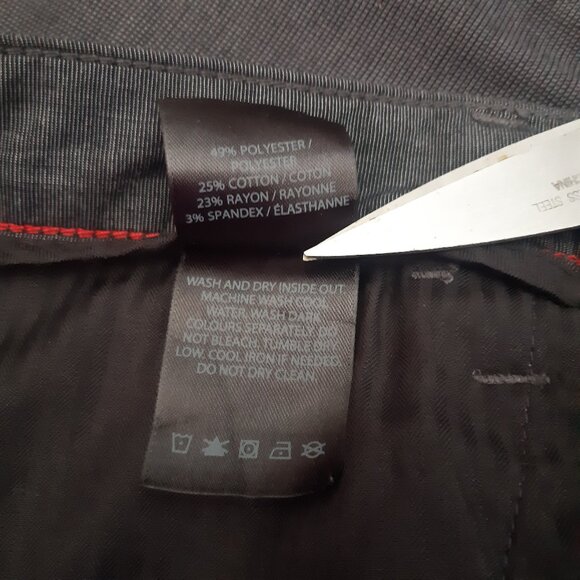 49% POLYESTER /
POLYESTER
25% COTTON / COTON
23% RAYON / RAYONNE
3% SPANDEX / ÉLASTHANNE
WASH AND DRY INSIDE OUT.
MACHINE WASH COOL
WATER. WASH DARK
COLOURS SEPARATELY. DO
NOT BLEACH. TUMBLE DRY
LOW. COOL IRON IF NEEDED.
DO NOT DRY CLEAN.
STEEL
CHINA